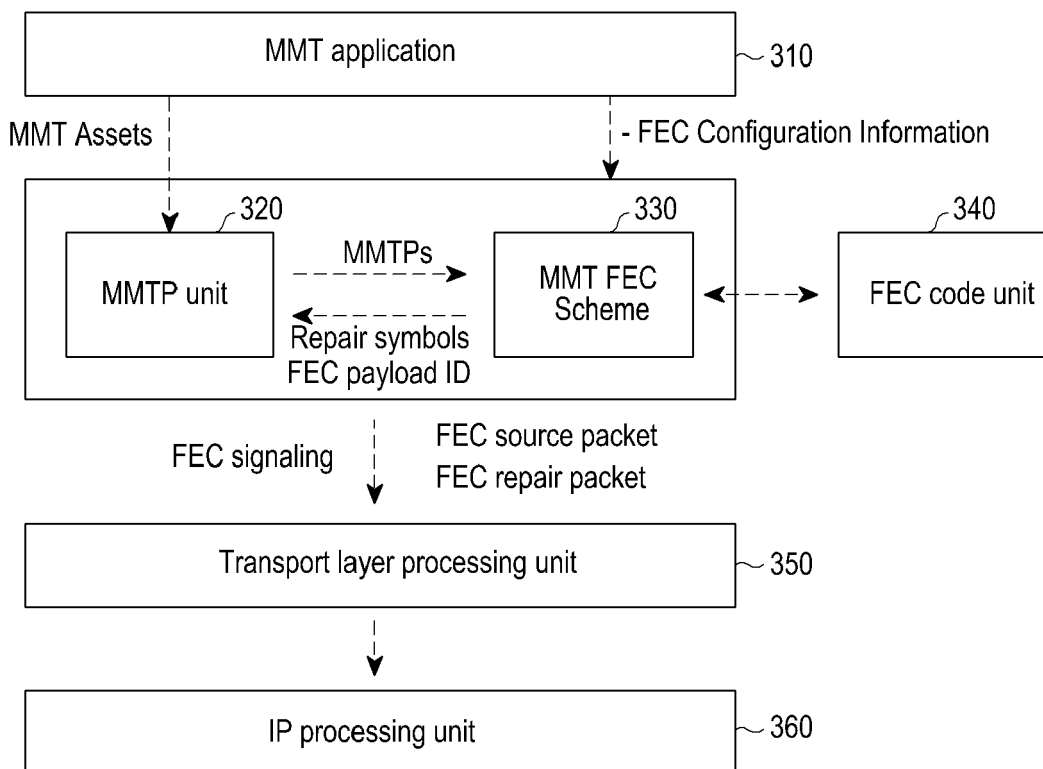 MMT application
310
MMT Assets
- FEC Configuration Information
320
330
340
MMTPs
MMTP unit
MMT FEC
Scheme
FEC code unit
Repair symbols
FEC payload ID
FEC signaling
FEC source packet
FEC repair packet
Transport layer processing unit
350
IP processing unit
360